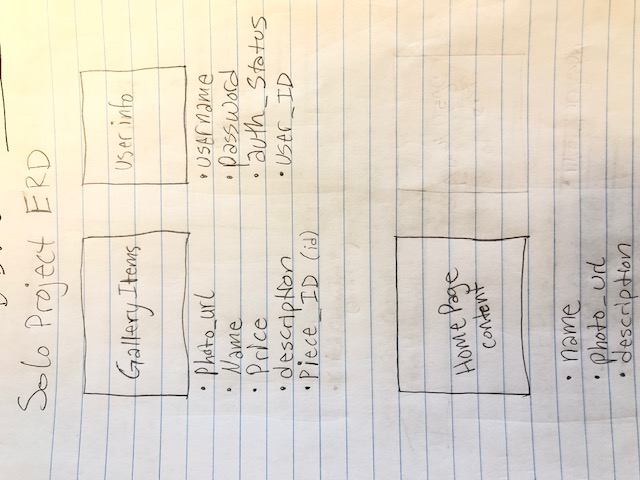 Solo Project ERD
Gallery Items
• Photo_url
• Name
• Price
• description
• Piece_ID (id)
User info
• username
• password
• auth_Status
• user_ID
Home Page
content
• name
• photo_url
• description